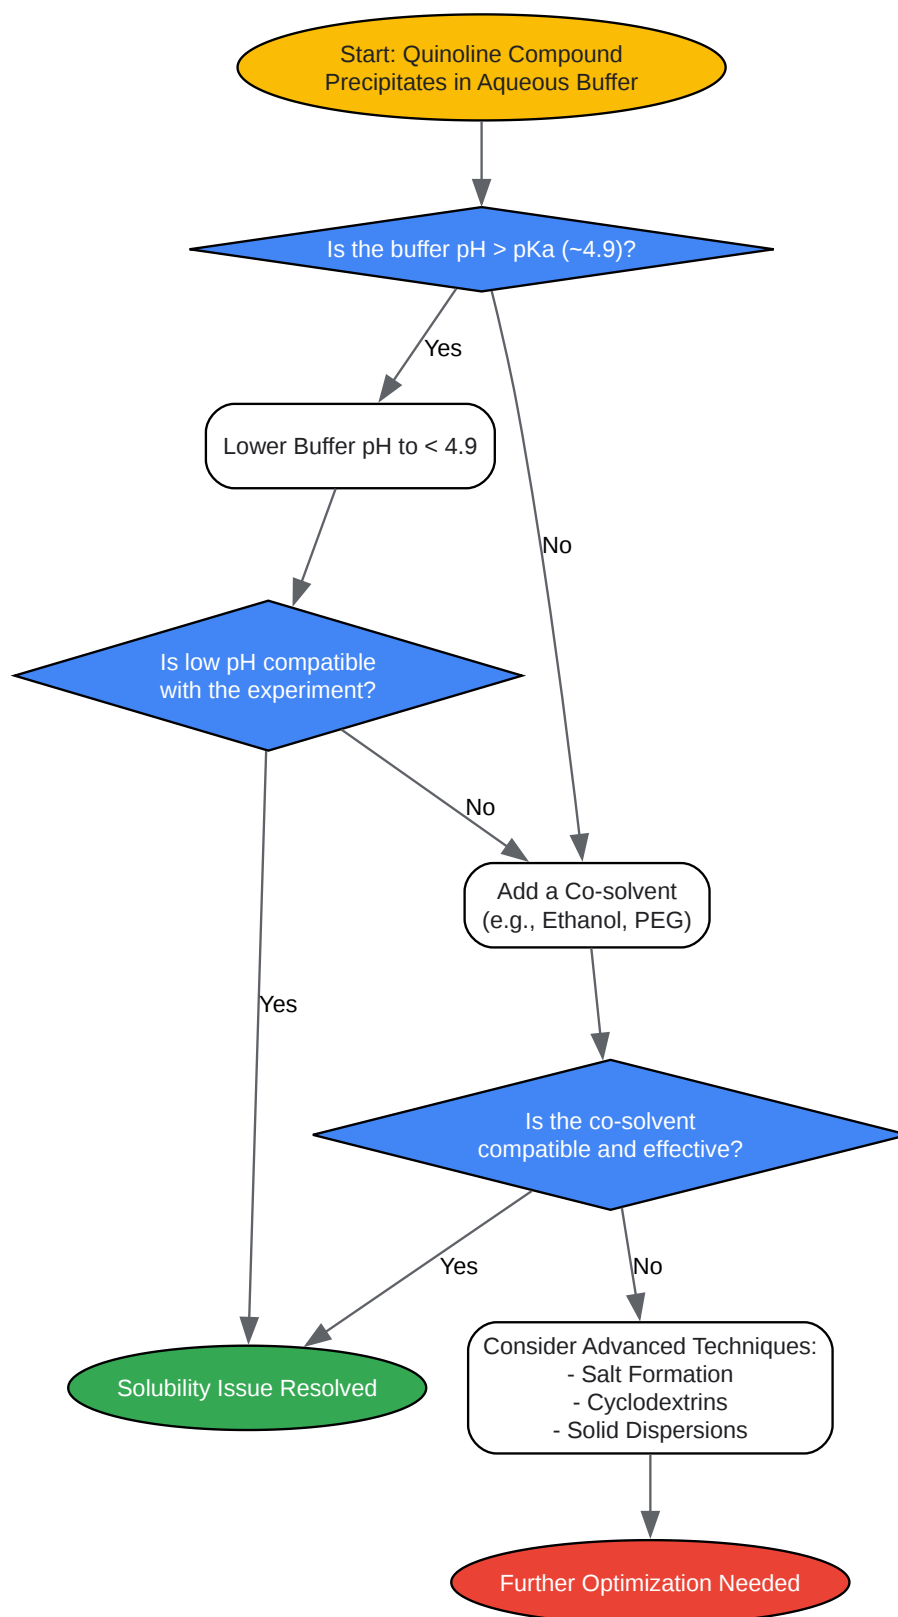 Start: Quinoline Compound
Precipitates in Aqueous Buffer
Is the buffer pH > pKa (~4.9)?
Yes
Lower Buffer pH to < 4.9
No
Is low pH compatible
with the experiment?
No
Add a Co-solvent
(e.g., Ethanol, PEG)
Yes
Is the co-solvent
compatible and effective?
Yes
No
Consider Advanced Techniques:
- Salt Formation
- Cyclodextrins
- Solid Dispersions
Solubility Issue Resolved
Further Optimization Needed